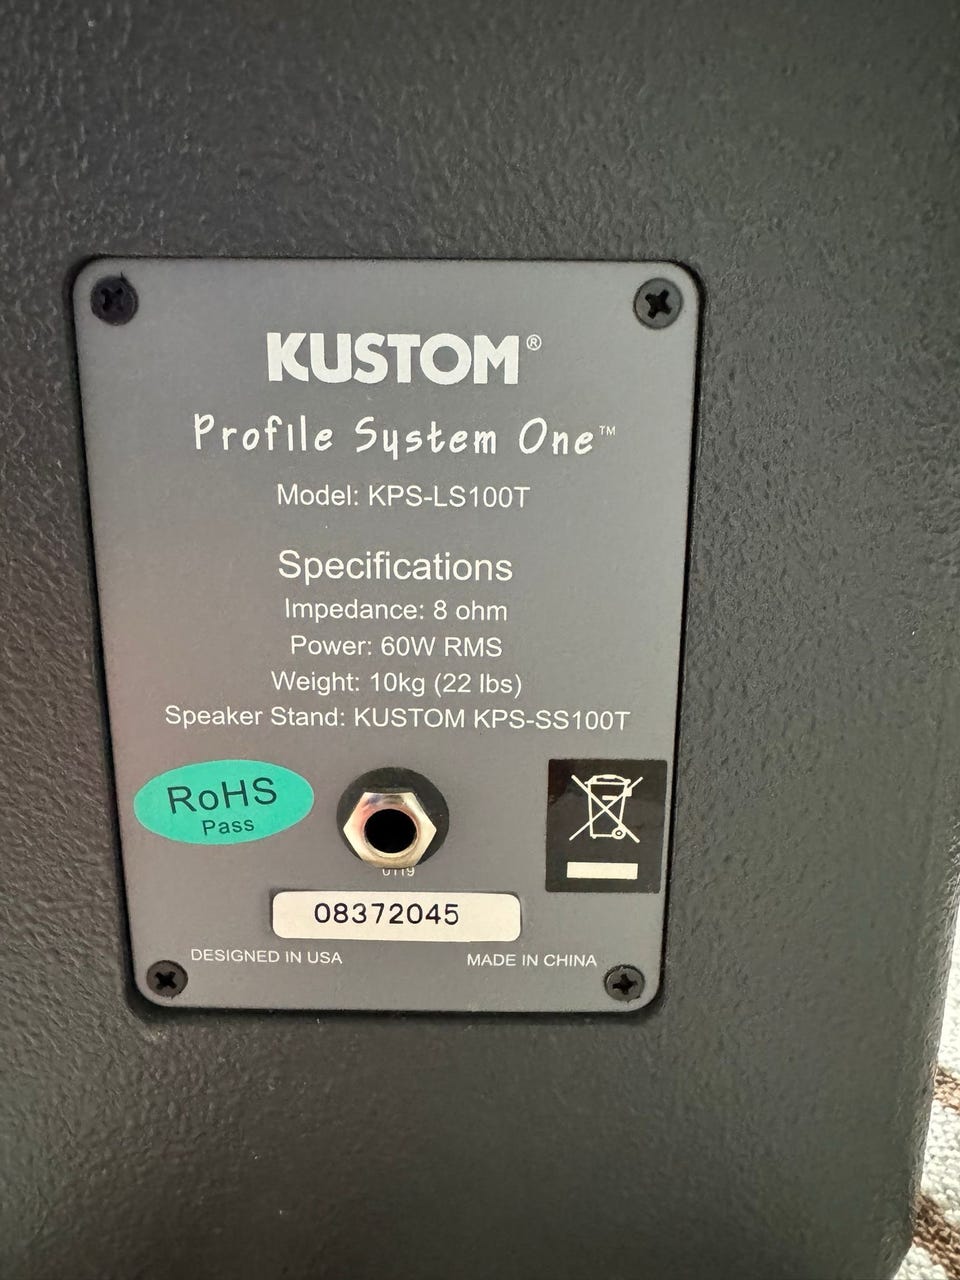 KUSTOM®
Profile System One™
Model: KPS-LS100T
Specifications
Impedance: 8 ohm
Power: 60W RMS
Weight: 10kg (22 lbs)
Speaker Stand: KUSTOM KPS-SS100T
RoHS
Pass
0119
08372045
DESIGNED IN USA
MADE IN CHINA